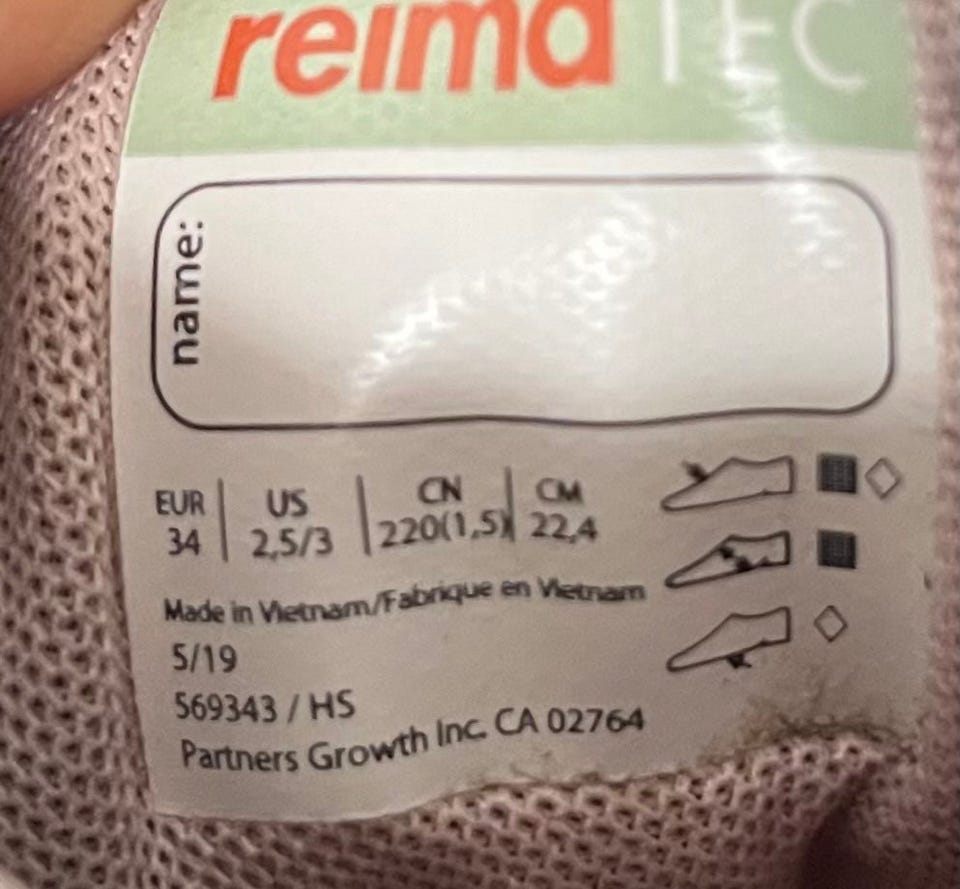 reima TEC
name:
EUR US CN CM
34 2,5/3 220(1,5) 22,4
Made in Vietnam/Fabrique en Vietnam
5/19
569343 / HS
Partners Growth Inc. CA 02764